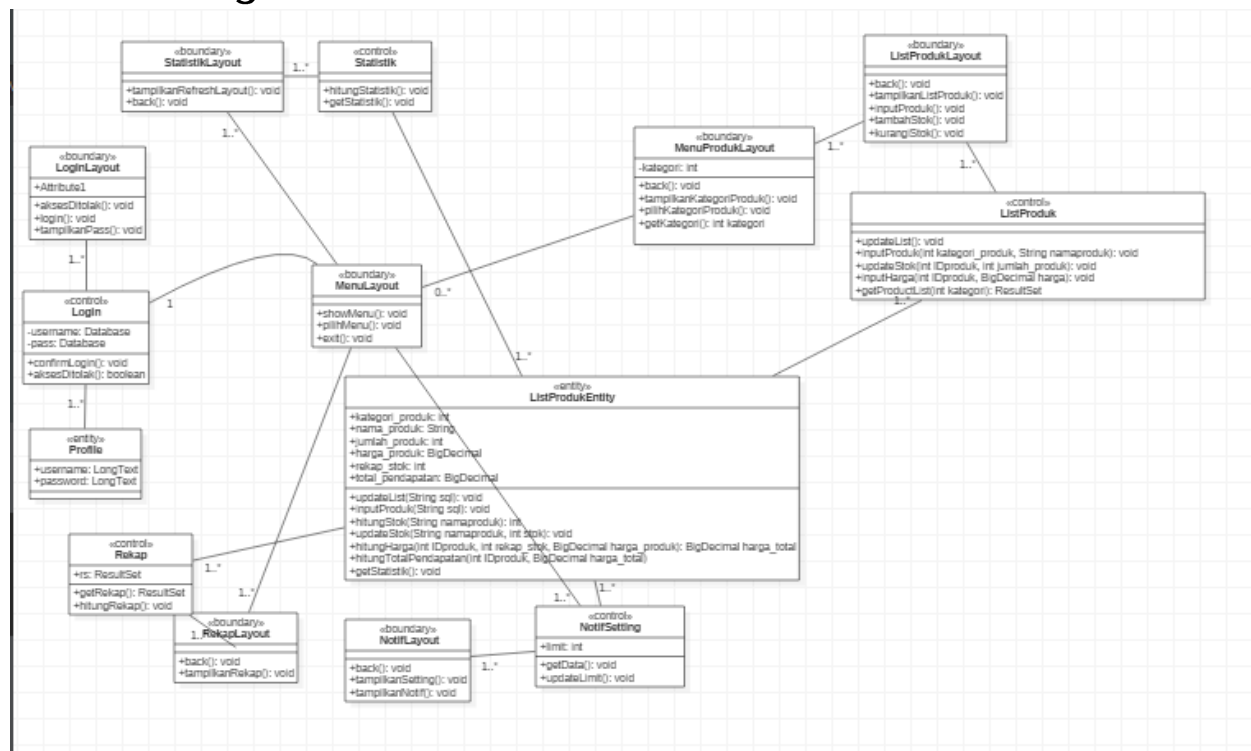 «boundary»
StatistikLayout
+tampilkanRefreshLayout(): void
+back(): void
1..*
«control»
Statistik
+hitungStatistik(): void
+getStatistik(): void
1..*
«boundary»
ListProdukLayout
+back(): void
+tampilkanListProduk(): void
+inputProduk(): void
+tambahStok(): void
+kurangiStok(): void
«boundary»
MenuProdukLayout
-kategori: int
+back(): void
+tampilkanKategoriProduk(): void
+pilihKategoriProduk(): void
+getKategori(): int kategori
1..*
1..*
«boundary»
LoginLayout
+Attribute1
+aksesDitolak(): void
+login(): void
+tampilkanPass(): void
1..*
«control»
ListProduk
+updateList(): void
+inputProduk(int kategori_produk, String namaproduk): void
+updateStok(int IDproduk, int jumlah_produk): void
+inputHarga(int IDproduk, BigDecimal harga): void
+getProductList(int kategori): ResultSet
1..*
«boundary»
MenuLayout
+showMenu(): void
+pilihMenu(): void
+exit(): void
0..*
1
«control»
Login
-username: Database
-pass: Database
+confirmLogin(): void
+aksesDitolak(): boolean
1..*
1..*
«entity»
ListProdukEntity
+kategori_produk: int
+nama_produk: String
+jumlah_produk: int
+harga_produk: BigDecimal
+rekap_stok: int
+total_pendapatan: BigDecimal
+updateList(String sql): void
+inputProduk(String sql): void
+hitungStok(String namaproduk): int
+updateStok(String namaproduk, int stok): void
+hitungHarga(int IDproduk, int rekap_stok, BigDecimal harga_produk): BigDecimal harga_total
+hitungTotalPendapatan(int IDproduk, BigDecimal harga_total)
+getStatistik(): void
«entity»
Profile
+username: LongText
+password: LongText
«control»
Rekap
+rs: ResultSet
+getRekap(): ResultSet
+hitungRekap(): void
1..*
1..*
«boundary»
RekapLayout
+back(): void
+tampilkanRekap(): void
«boundary»
NotifLayout
+back(): void
+tampilkanSetting(): void
+tampilkanNotif(): void
1..*
1..*
1..*
«control»
NotifSetting
+limit: int
+getData(): void
+updateLimit(): void